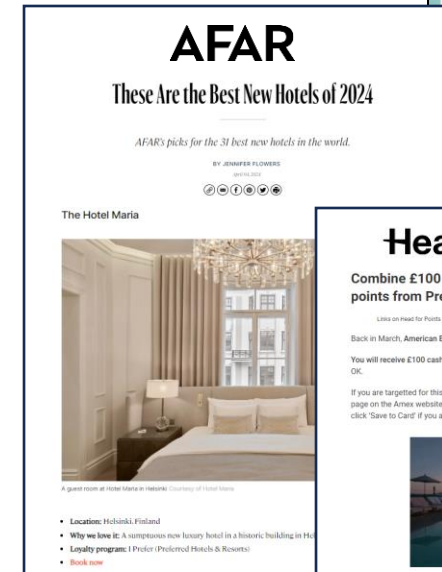 AFAR
These Are the Best New Hotels of 2024
AFAR's picks for the 31 best new hotels in the world.
BY JENNIFER FLOWERS
The Hotel Maria
A guest room at Hotel Maria in Helsinki Courtesy of Hotel Maria
Location: Helsinki, Finland
Why we love it: A sumptuous new luxury hotel in a historic building in Hel
Loyalty program: I Prefer (Preferred Hotels & Resorts)
Book now
Hea
Combine £100
points from Pre
Links on Head for Points
Back in March, American E
You will receive £100 cash
OK.
If you are targetted for this
page on the Amex website
click 'Save to Card' if you a